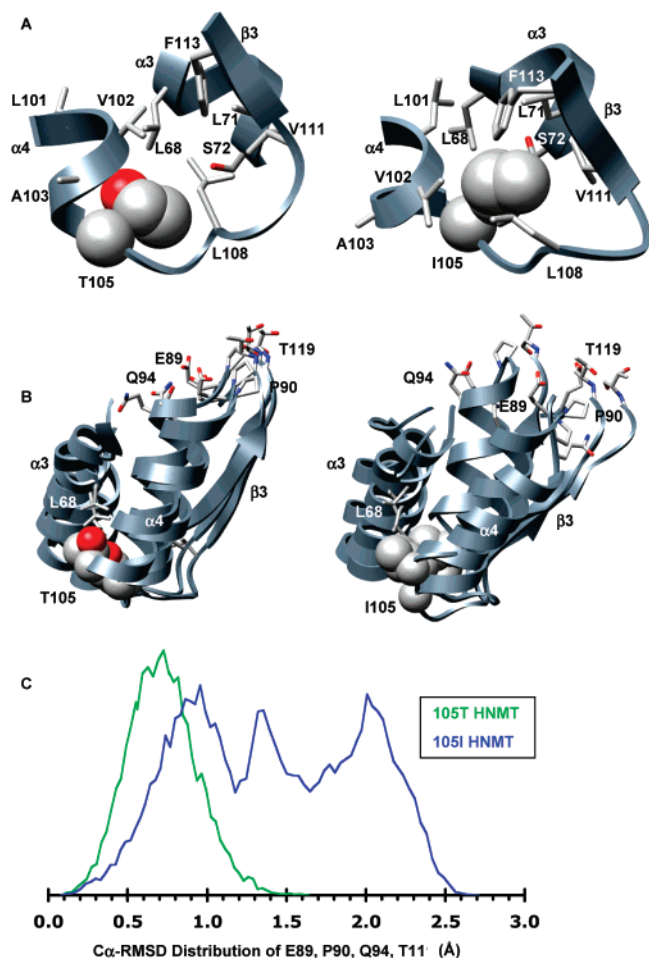 A
β3
α3
F113
L101
V102
L71
α4
L68
S72
V111
A103
L108
T105
α3
F113
L101
L71
β3
α4
L68
S72
V102
V111
A103
I105
L108
B
E89
T119
Q94
P90
α3
β3
L68
α4
T105
T119
Q94
E89
P90
α3
L68
β3
α4
I105
C
105T HNMT
105I HNMT
0.0 0.5 1.0 1.5 2.0 2.5 3.0
Cα-RMSD Distribution of E89, P90, Q94, T11 (Å)